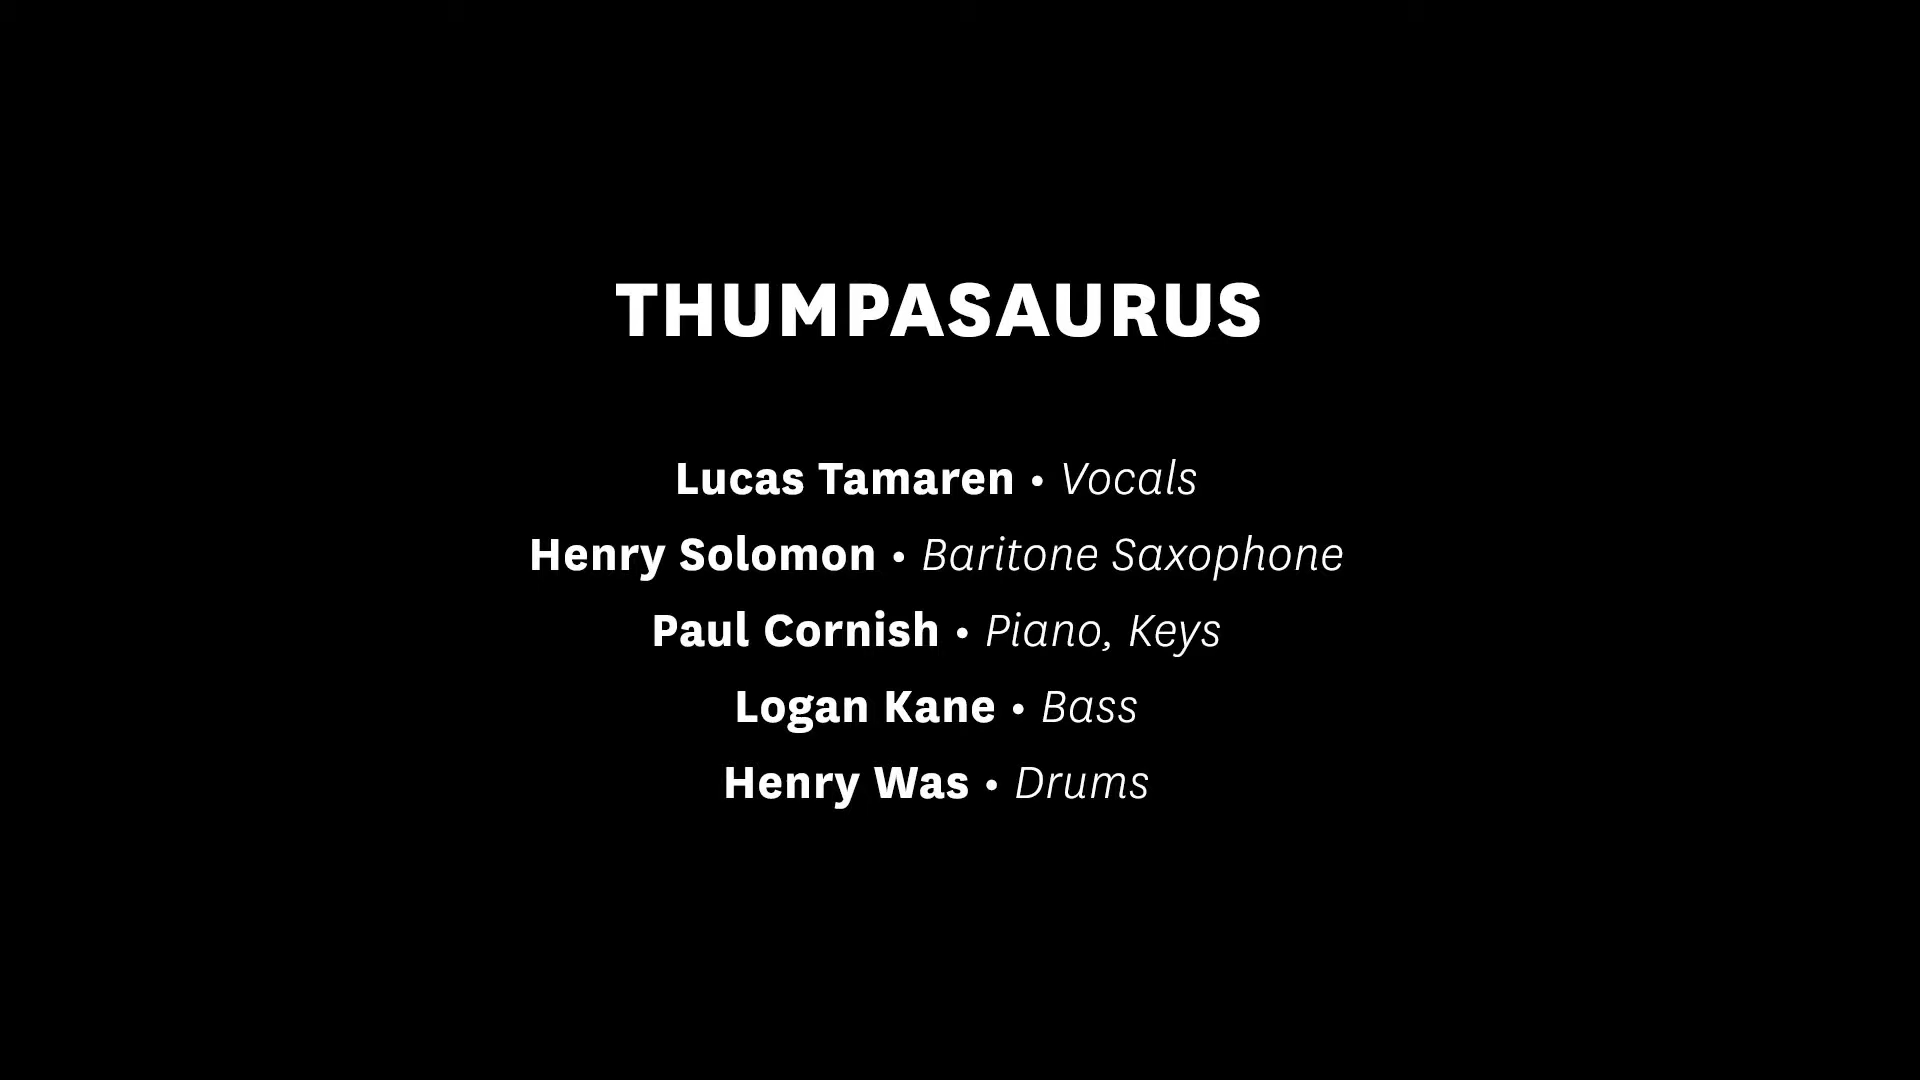 THUMPASAURUS
Lucas Tamaren • Vocals
Henry Solomon • Baritone Saxophone
Paul Cornish • Piano, Keys
Logan Kane • Bass
Henry Was • Drums